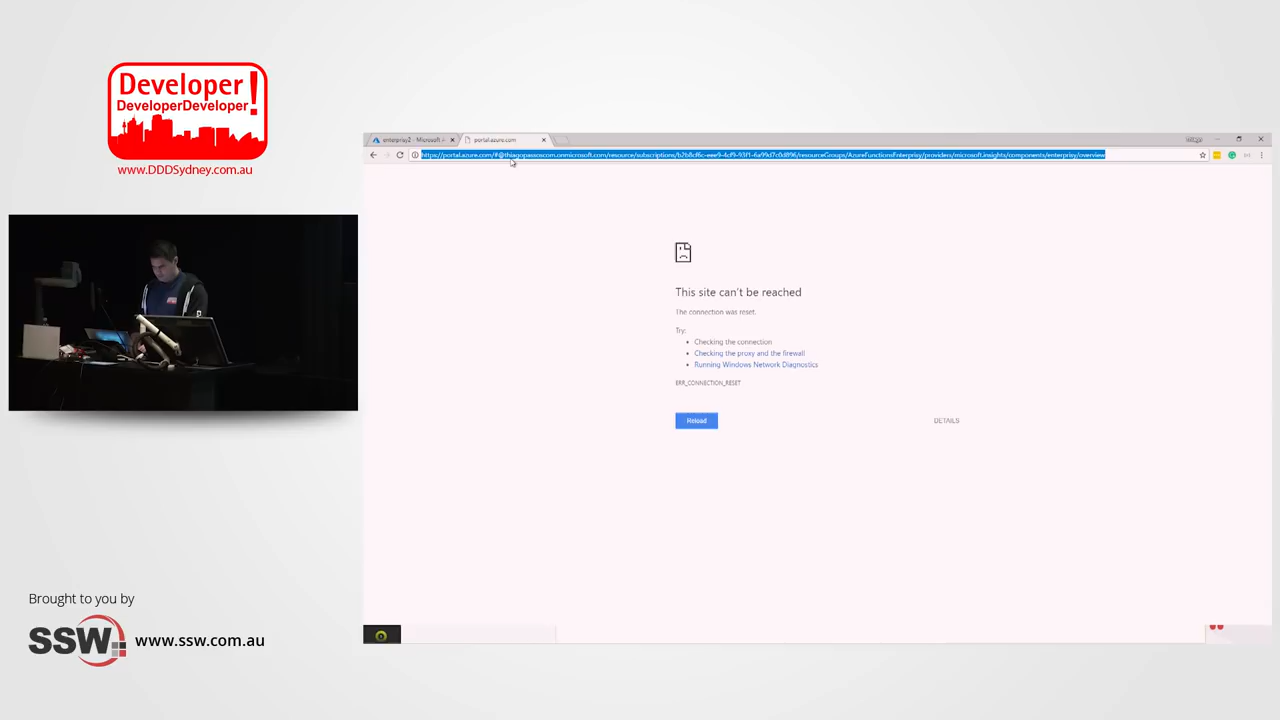 Developer!
DeveloperDeveloper
www.DDDSydney.com.au
enterprisy2 - Microsoft A
portal.azure.com
This site can't be reached
The connection was reset.
Try:
Checking the connection
Checking the proxy and the firewall
Running Windows Network Diagnostics
ERR_CONNECTION_RESET
Reload
DETAILS
Brought to you by
SSW
www.ssw.com.au